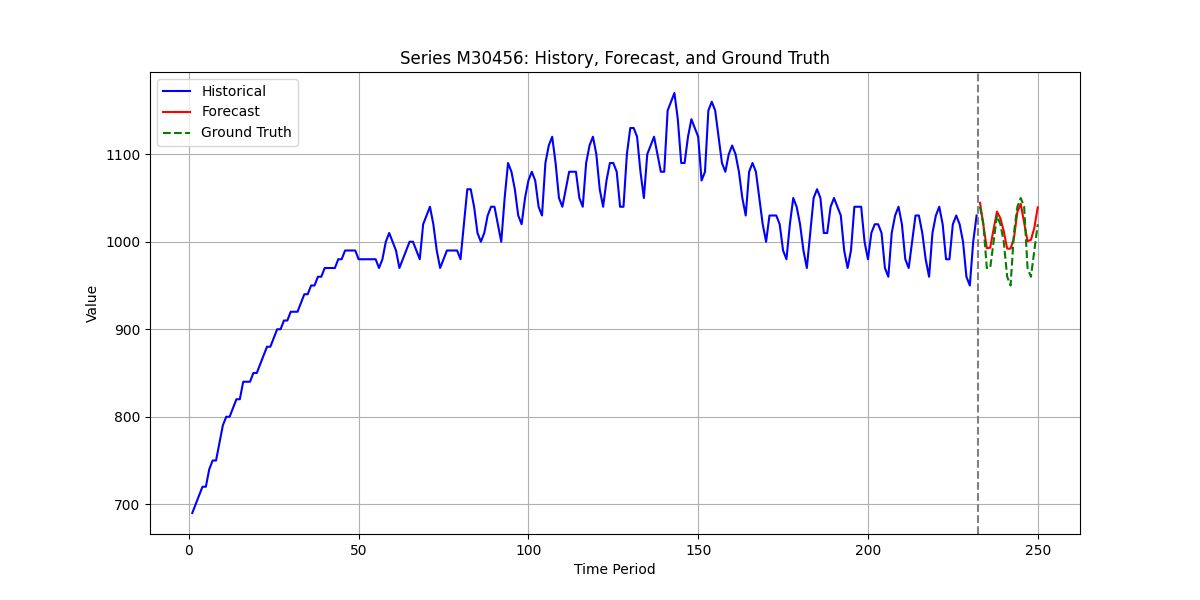 Series M30456: History, Forecast, and Ground Truth
Historical
Forecast
Ground Truth
1100
1000
900
800
700
Value
0 50 100 150 200 250
Time Period